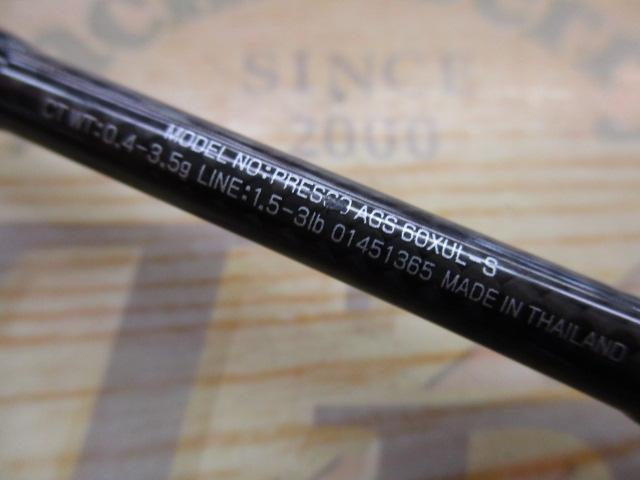 SINCE
2000
MODEL NO:PRESSO AGS 60XUL-S
CT WT:0.4-3.5g LINE:1.5-3lb 01451365 MADE IN THAILAND